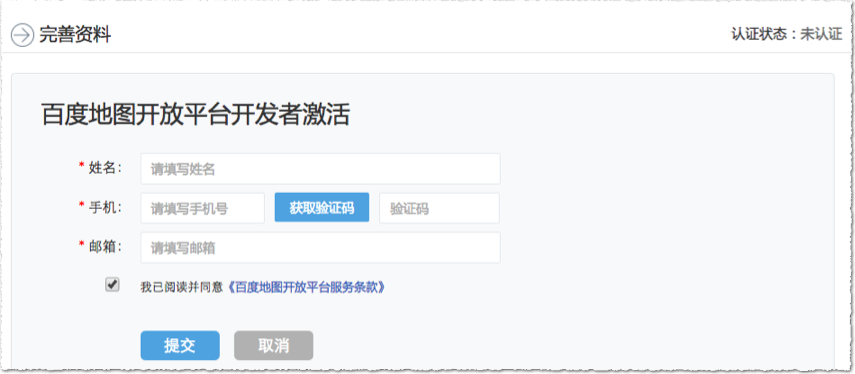 完善资料 认证状态：未认证
百度地图开放平台开发者激活
* 姓名： 请填写姓名
* 手机： 请填写手机号 获取验证码 验证码
* 邮箱： 请填写邮箱
我已阅读并同意《百度地图开放平台服务条款》
提交 取消